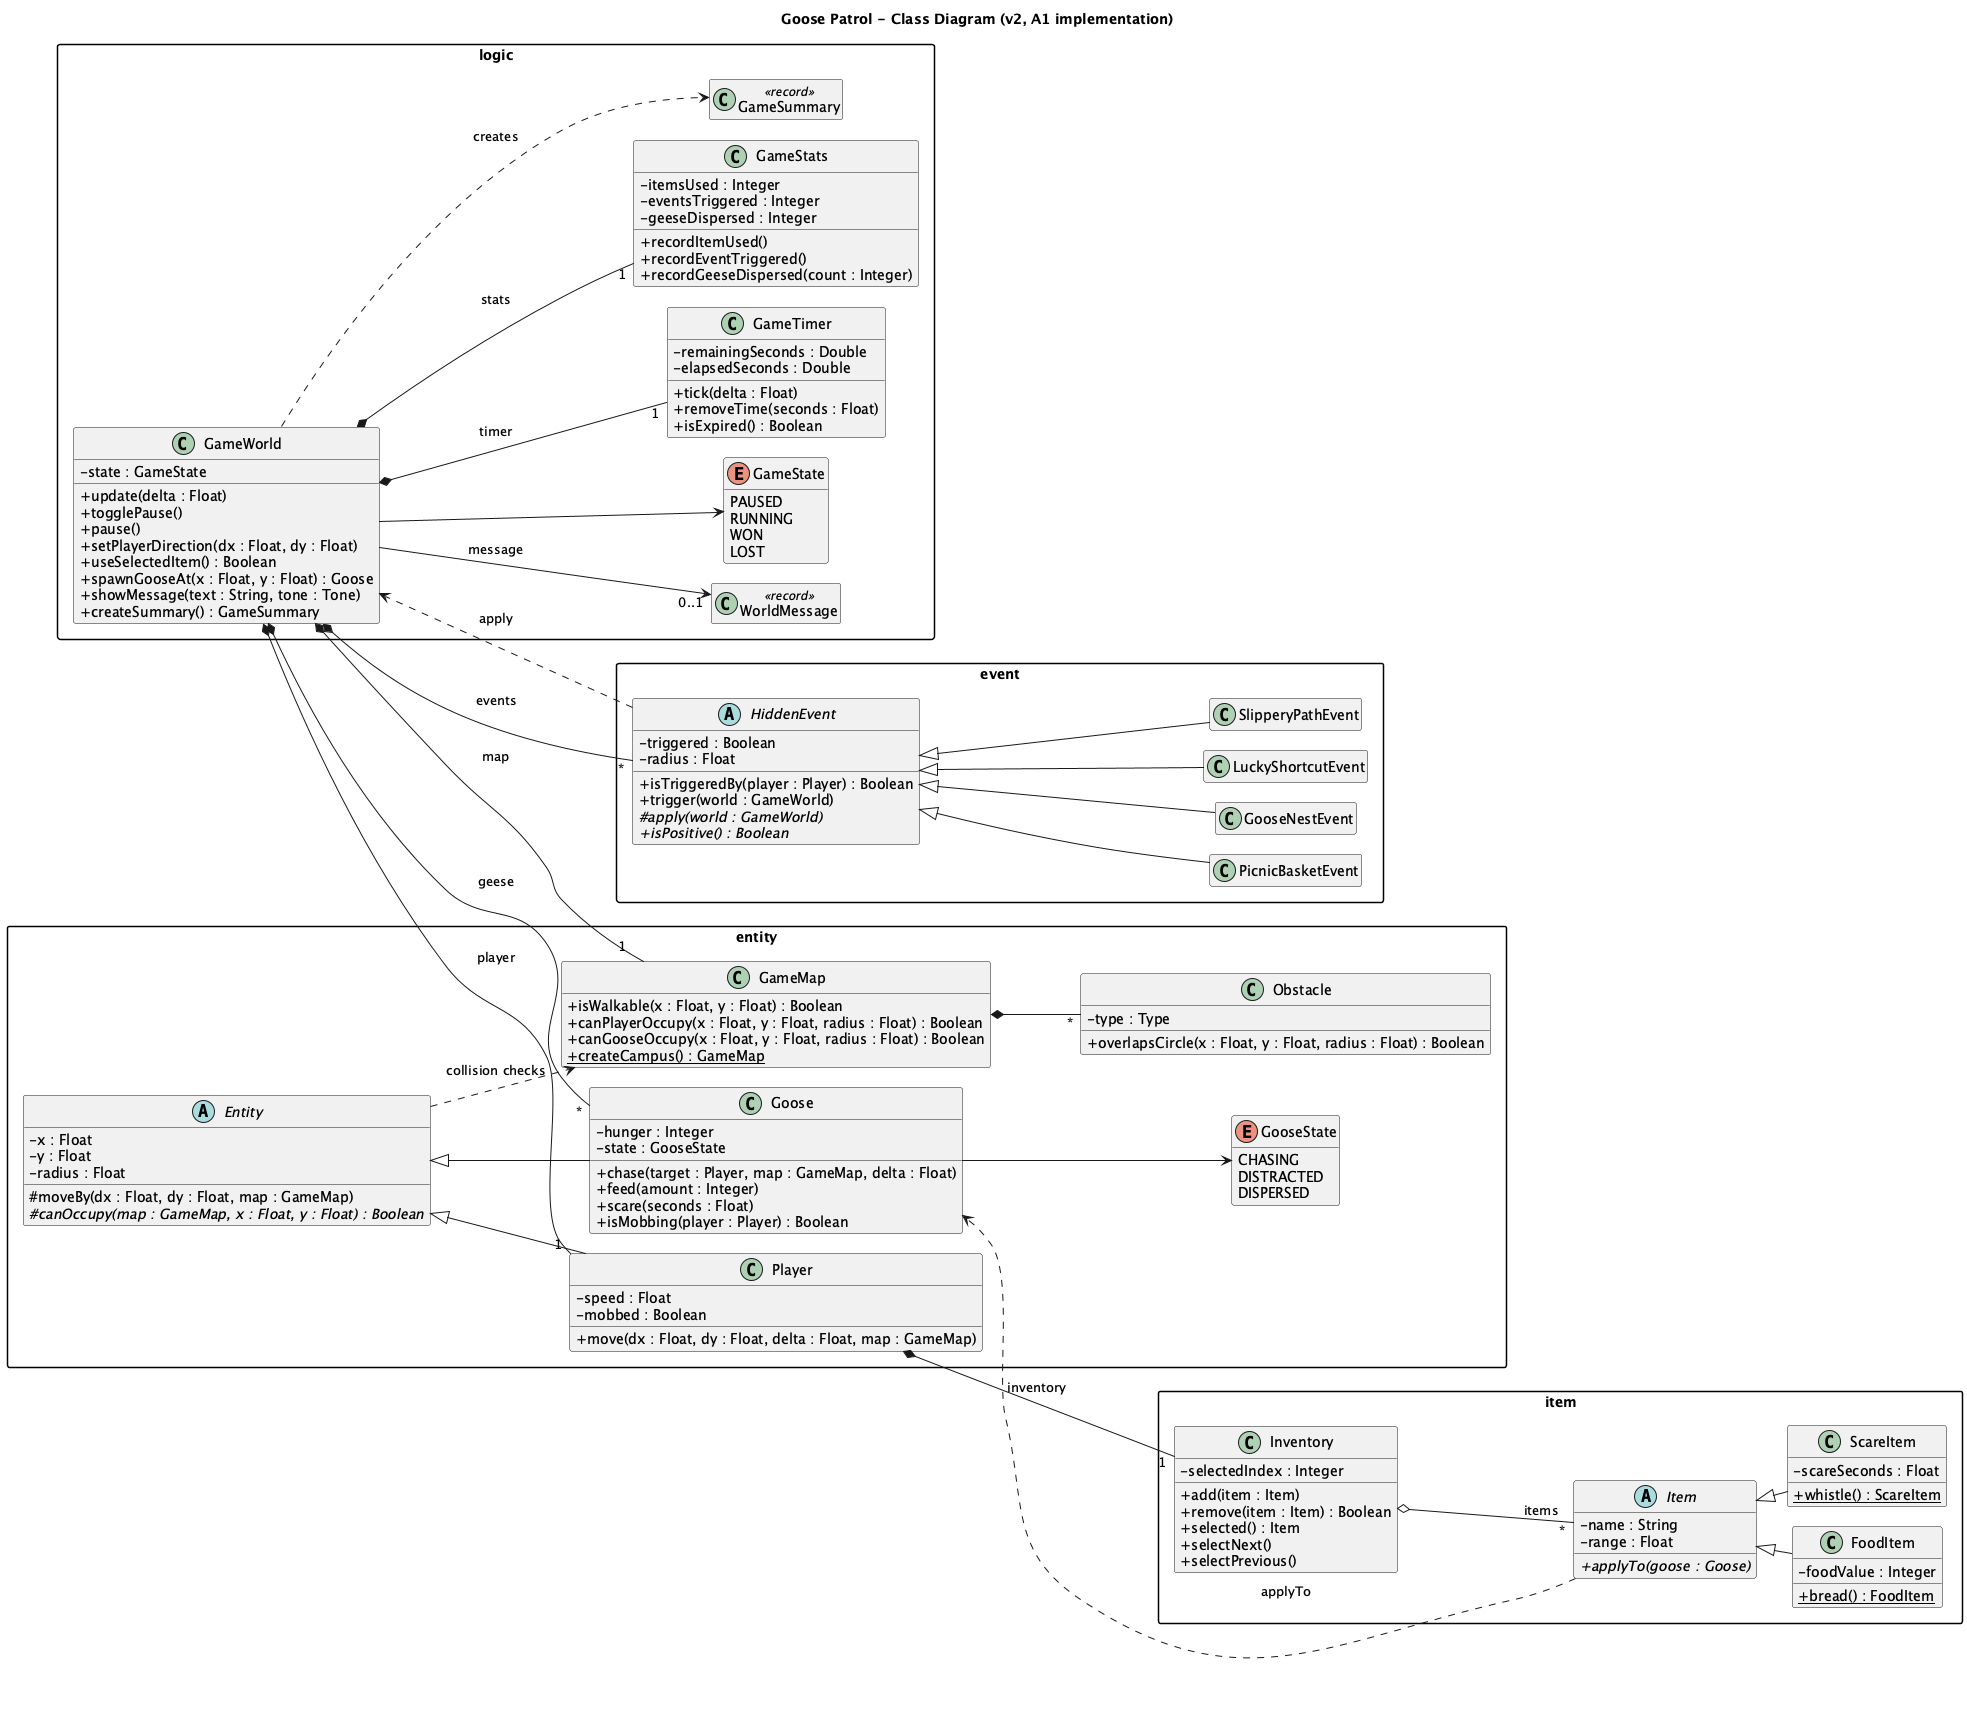 Goose Patrol - Class Diagram (v2, A1 implementation)
logic
C «record»
GameSummary
creates
C GameStats
-itemsUsed : Integer
-eventsTriggered : Integer
-geeseDispersed : Integer
+recordItemUsed()
+recordEventTriggered()
+recordGeeseDispersed(count : Integer)
1
stats
C GameTimer
-remainingSeconds : Double
-elapsedSeconds : Double
+tick(delta : Float)
+removeTime(seconds : Float)
+isExpired() : Boolean
1
timer
C GameWorld
-state : GameState
+update(delta : Float)
+togglePause()
+pause()
+setPlayerDirection(dx : Float, dy : Float)
+useSelectedItem() : Boolean
+spawnGooseAt(x : Float, y : Float) : Goose
+showMessage(text : String, tone : Tone)
+createSummary() : GameSummary
E GameState
PAUSED
RUNNING
WON
LOST
message
0..1
C «record»
WorldMessage
apply
event
events
*
A HiddenEvent
-triggered : Boolean
-radius : Float
+isTriggeredBy(player : Player) : Boolean
+trigger(world : GameWorld)
#apply(world : GameWorld)
+isPositive() : Boolean
C SlipperyPathEvent
C LuckyShortcutEvent
C GooseNestEvent
C PicnicBasketEvent
map
geese
player
entity
1
C GameMap
+isWalkable(x : Float, y : Float) : Boolean
+canPlayerOccupy(x : Float, y : Float, radius : Float) : Boolean
+canGooseOccupy(x : Float, y : Float, radius : Float) : Boolean
+createCampus() : GameMap
*
C Obstacle
-type : Type
+overlapsCircle(x : Float, y : Float, radius : Float) : Boolean
collision checks
A Entity
-x : Float
-y : Float
-radius : Float
#moveBy(dx : Float, dy : Float, map : GameMap)
#canOccupy(map : GameMap, x : Float, y : Float) : Boolean
*
C Goose
-hunger : Integer
-state : GooseState
+chase(target : Player, map : GameMap, delta : Float)
+feed(amount : Integer)
+scare(seconds : Float)
+isMobbing(player : Player) : Boolean
E GooseState
CHASING
DISTRACTED
DISPERSED
1
C Player
-speed : Float
-mobbed : Boolean
+move(dx : Float, dy : Float, delta : Float, map : GameMap)
inventory
1
item
C Inventory
-selectedIndex : Integer
+add(item : Item)
+remove(item : Item) : Boolean
+selected() : Item
+selectNext()
+selectPrevious()
items
*
A Item
-name : String
-range : Float
+applyTo(goose : Goose)
C ScareItem
-scareSeconds : Float
+whistle() : ScareItem
C FoodItem
-foodValue : Integer
+bread() : FoodItem
applyTo